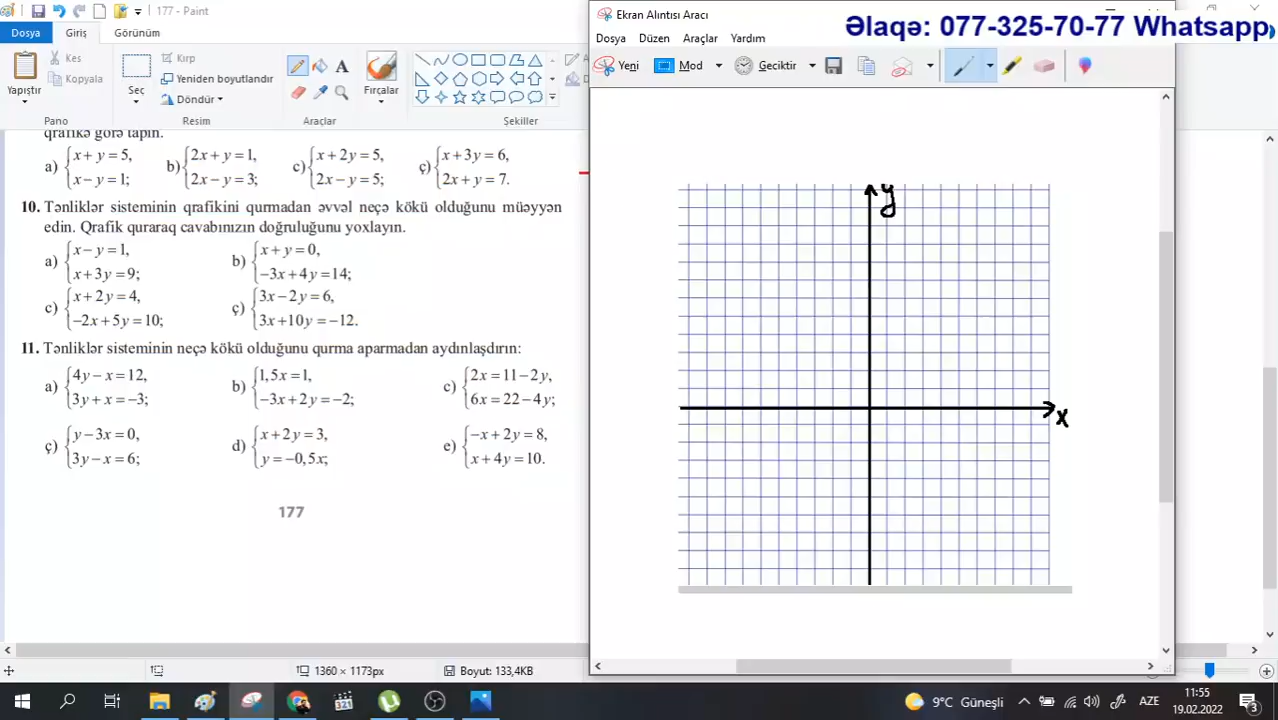 177 - Paint
Dosya Giriş Görünüm
Kes
Kopyala
Yapıştır
Pano
Kırp
Yeniden boyutlandır
Döndür
Seç
Resim
Fırçalar
Araçlar
Şekiller
Ekran Alıntısı Aracı
Əlaqə: 077-325-70-77 Whatsapp
Dosya Düzen Araçlar Yardım
Yeni Mod Geciktir
qrafikə görə tapın.
a) {x + y = 5, b) {2x + y = 1, c) {x + 2y = 5, ç) {x + 3y = 6,
x − y = 1; 2x − y = 3; 2x − y = 5; 2x + y = 7.
10. Tənliklər sisteminin qrafikini qurmadan əvvəl neçə kökü olduğunu müəyyən
edin. Qrafik quraraq cavabınızın doğruluğunu yoxlayın.
a) {x − y = 1, b) {x + y = 0,
x + 3y = 9; −3x + 4y = 14;
c) {x + 2y = 4, ç) {3x − 2y = 6,
−2x + 5y = 10; 3x + 10y = −12.
11. Tənliklər sisteminin neçə kökü olduğunu qurma aparmadan aydınlaşdırın:
a) {4y − x = 12, b) {1,5x = 1, c) {2x = 11 − 2y,
3y + x = −3; −3x + 2y = −2; 6x = 22 − 4y;
ç) {y − 3x = 0, d) {x + 2y = 3, e) {−x + 2y = 8,
3y − x = 6; y = −0,5x; x + 4y = 10.
177
y
x
1360 × 1173px Boyut: 133,4KB
9°C Güneşli AZE
11:55
19.02.2022
3